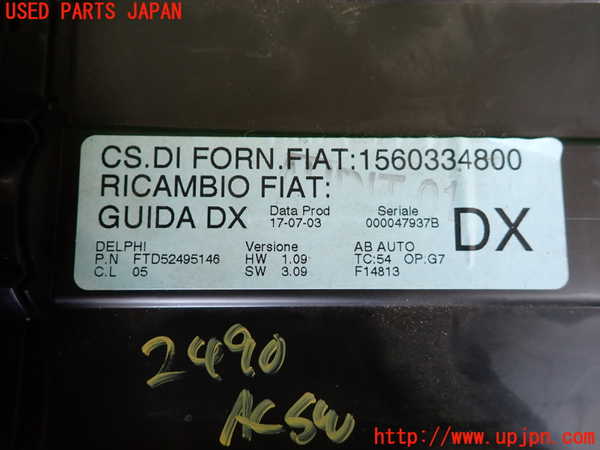 USED PARTS JAPAN
CS.DI FORN.FIAT:1560334800
RICAMBIO FIAT:
GUIDA DX Data Prod 17-07-03 Seriale 000047937B DX
DELPHI Versione AB AUTO
P.N FTD52495146 HW 1.09 TC:54 OP:G7
C.L 05 SW 3.09 F14813
2490
ACSW
http://www.upjpn.com/